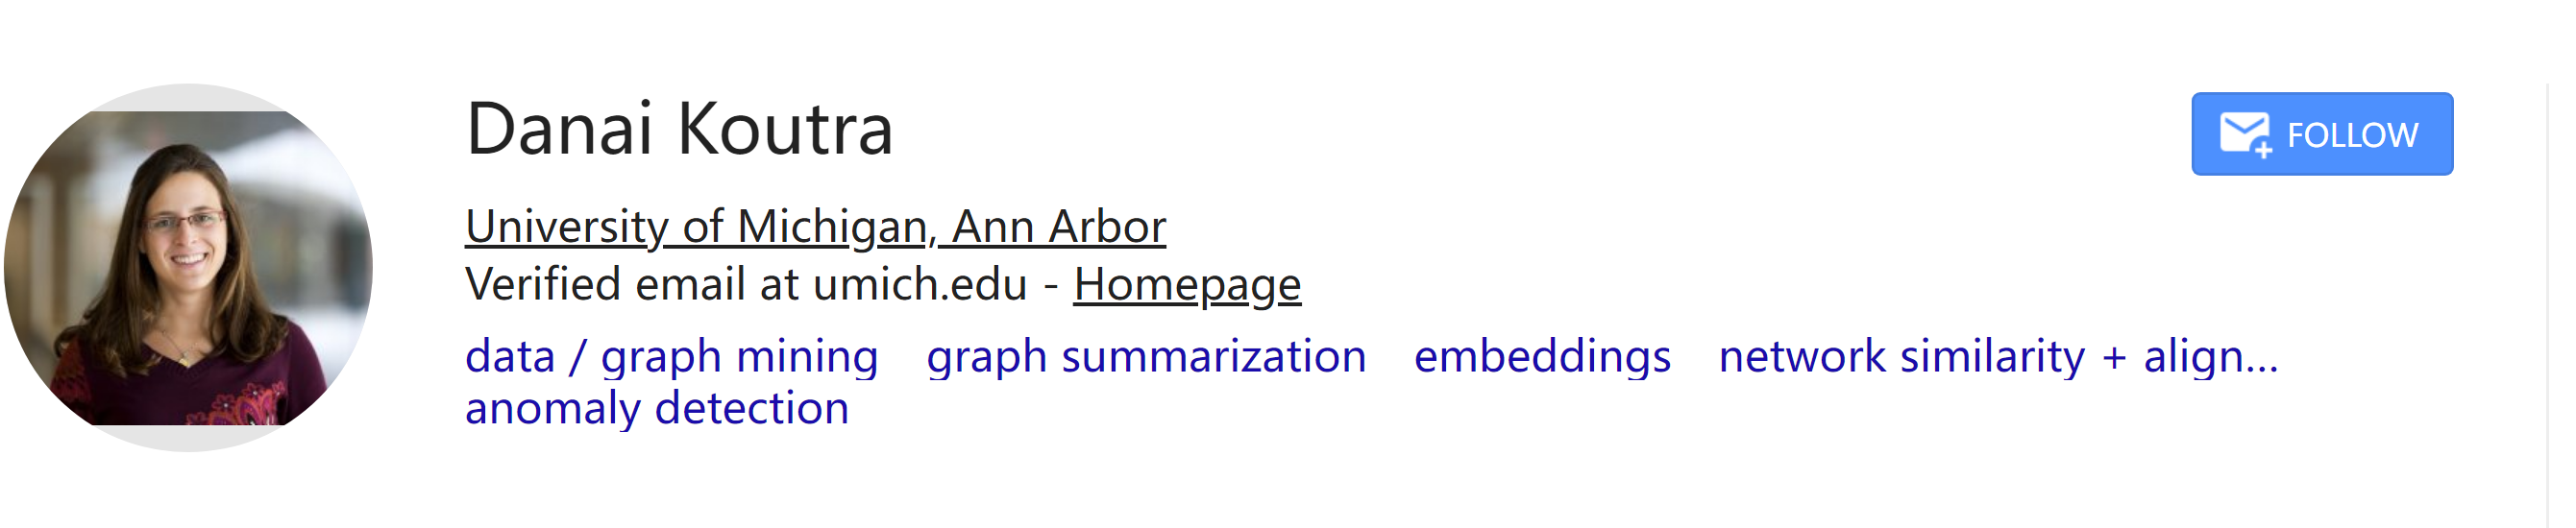 Danai Koutra
FOLLOW
University of Michigan, Ann Arbor
Verified email at umich.edu - Homepage
data / graph mining graph summarization embeddings network similarity + align...
anomaly detection